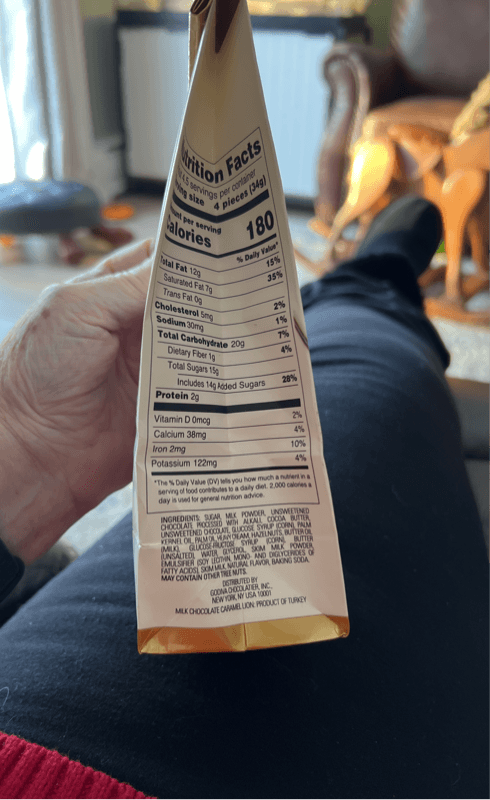 trition Facts
4.5 servings per container
ing size 4 pieces (34g)
unt per serving
alories 180
% Daily Value*
Total Fat 12g 15%
Saturated Fat 7g 35%
Trans Fat 0g
Cholesterol 5mg 2%
Sodium 30mg 1%
Total Carbohydrate 20g 7%
Dietary Fiber 1g 4%
Total Sugars 15g
Includes 14g Added Sugars 28%
Protein 2g
Vitamin D 0mcg 2%
Calcium 38mg 4%
Iron 2mg 10%
Potassium 122mg 4%
*The % Daily Value (DV) tells you how much a nutrient in a
serving of food contributes to a daily diet. 2,000 calories a
day is used for general nutrition advice.
INGREDIENTS: SUGAR, MILK POWDER, UNSWEETENED
CHOCOLATE PROCESSED WITH ALKALI, COCOA BUTTER,
UNSWEETENED CHOCOLATE, GLUCOSE SYRUP (CORN), PALM
KERNEL OIL, PALM OIL, HEAVY CREAM, HAZELNUTS, BUTTER OIL
(MILK), GLUCOSE-FRUCTOSE SYRUP (CORN), BUTTER
(UNSALTED), WATER, GLYCEROL, SKIM MILK POWDER,
EMULSIFIER (SOY LECITHIN, MONO- AND DIGLYCERIDES OF
FATTY ACIDS), SKIM MILK, NATURAL FLAVOR, BAKING SODA.
MAY CONTAIN OTHER TREE NUTS.
DISTRIBUTED BY
GODIVA CHOCOLATIER, INC.
NEW YORK, NY USA 10001
MILK CHOCOLATE CARAMEL LION: PRODUCT OF TURKEY